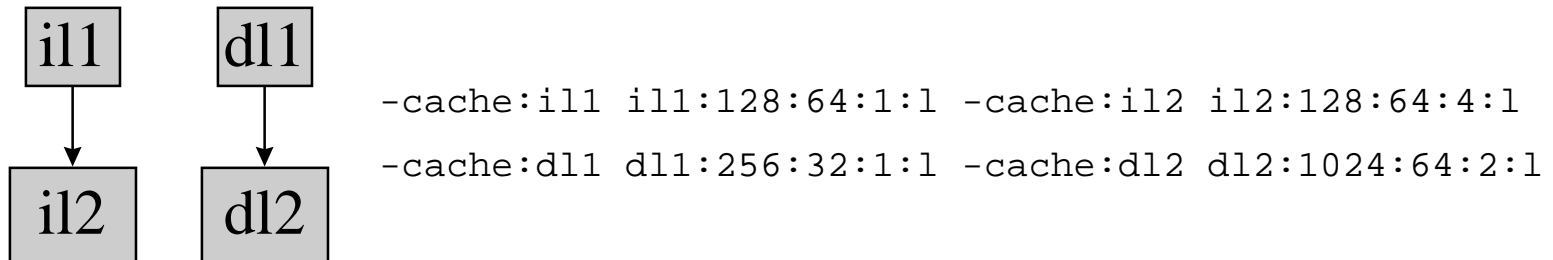 il1 dl1
-cache:il1 il1:128:64:1:l -cache:il2 il2:128:64:4:l
-cache:dl1 dl1:256:32:1:l -cache:dl2 dl2:1024:64:2:l
il2 dl2